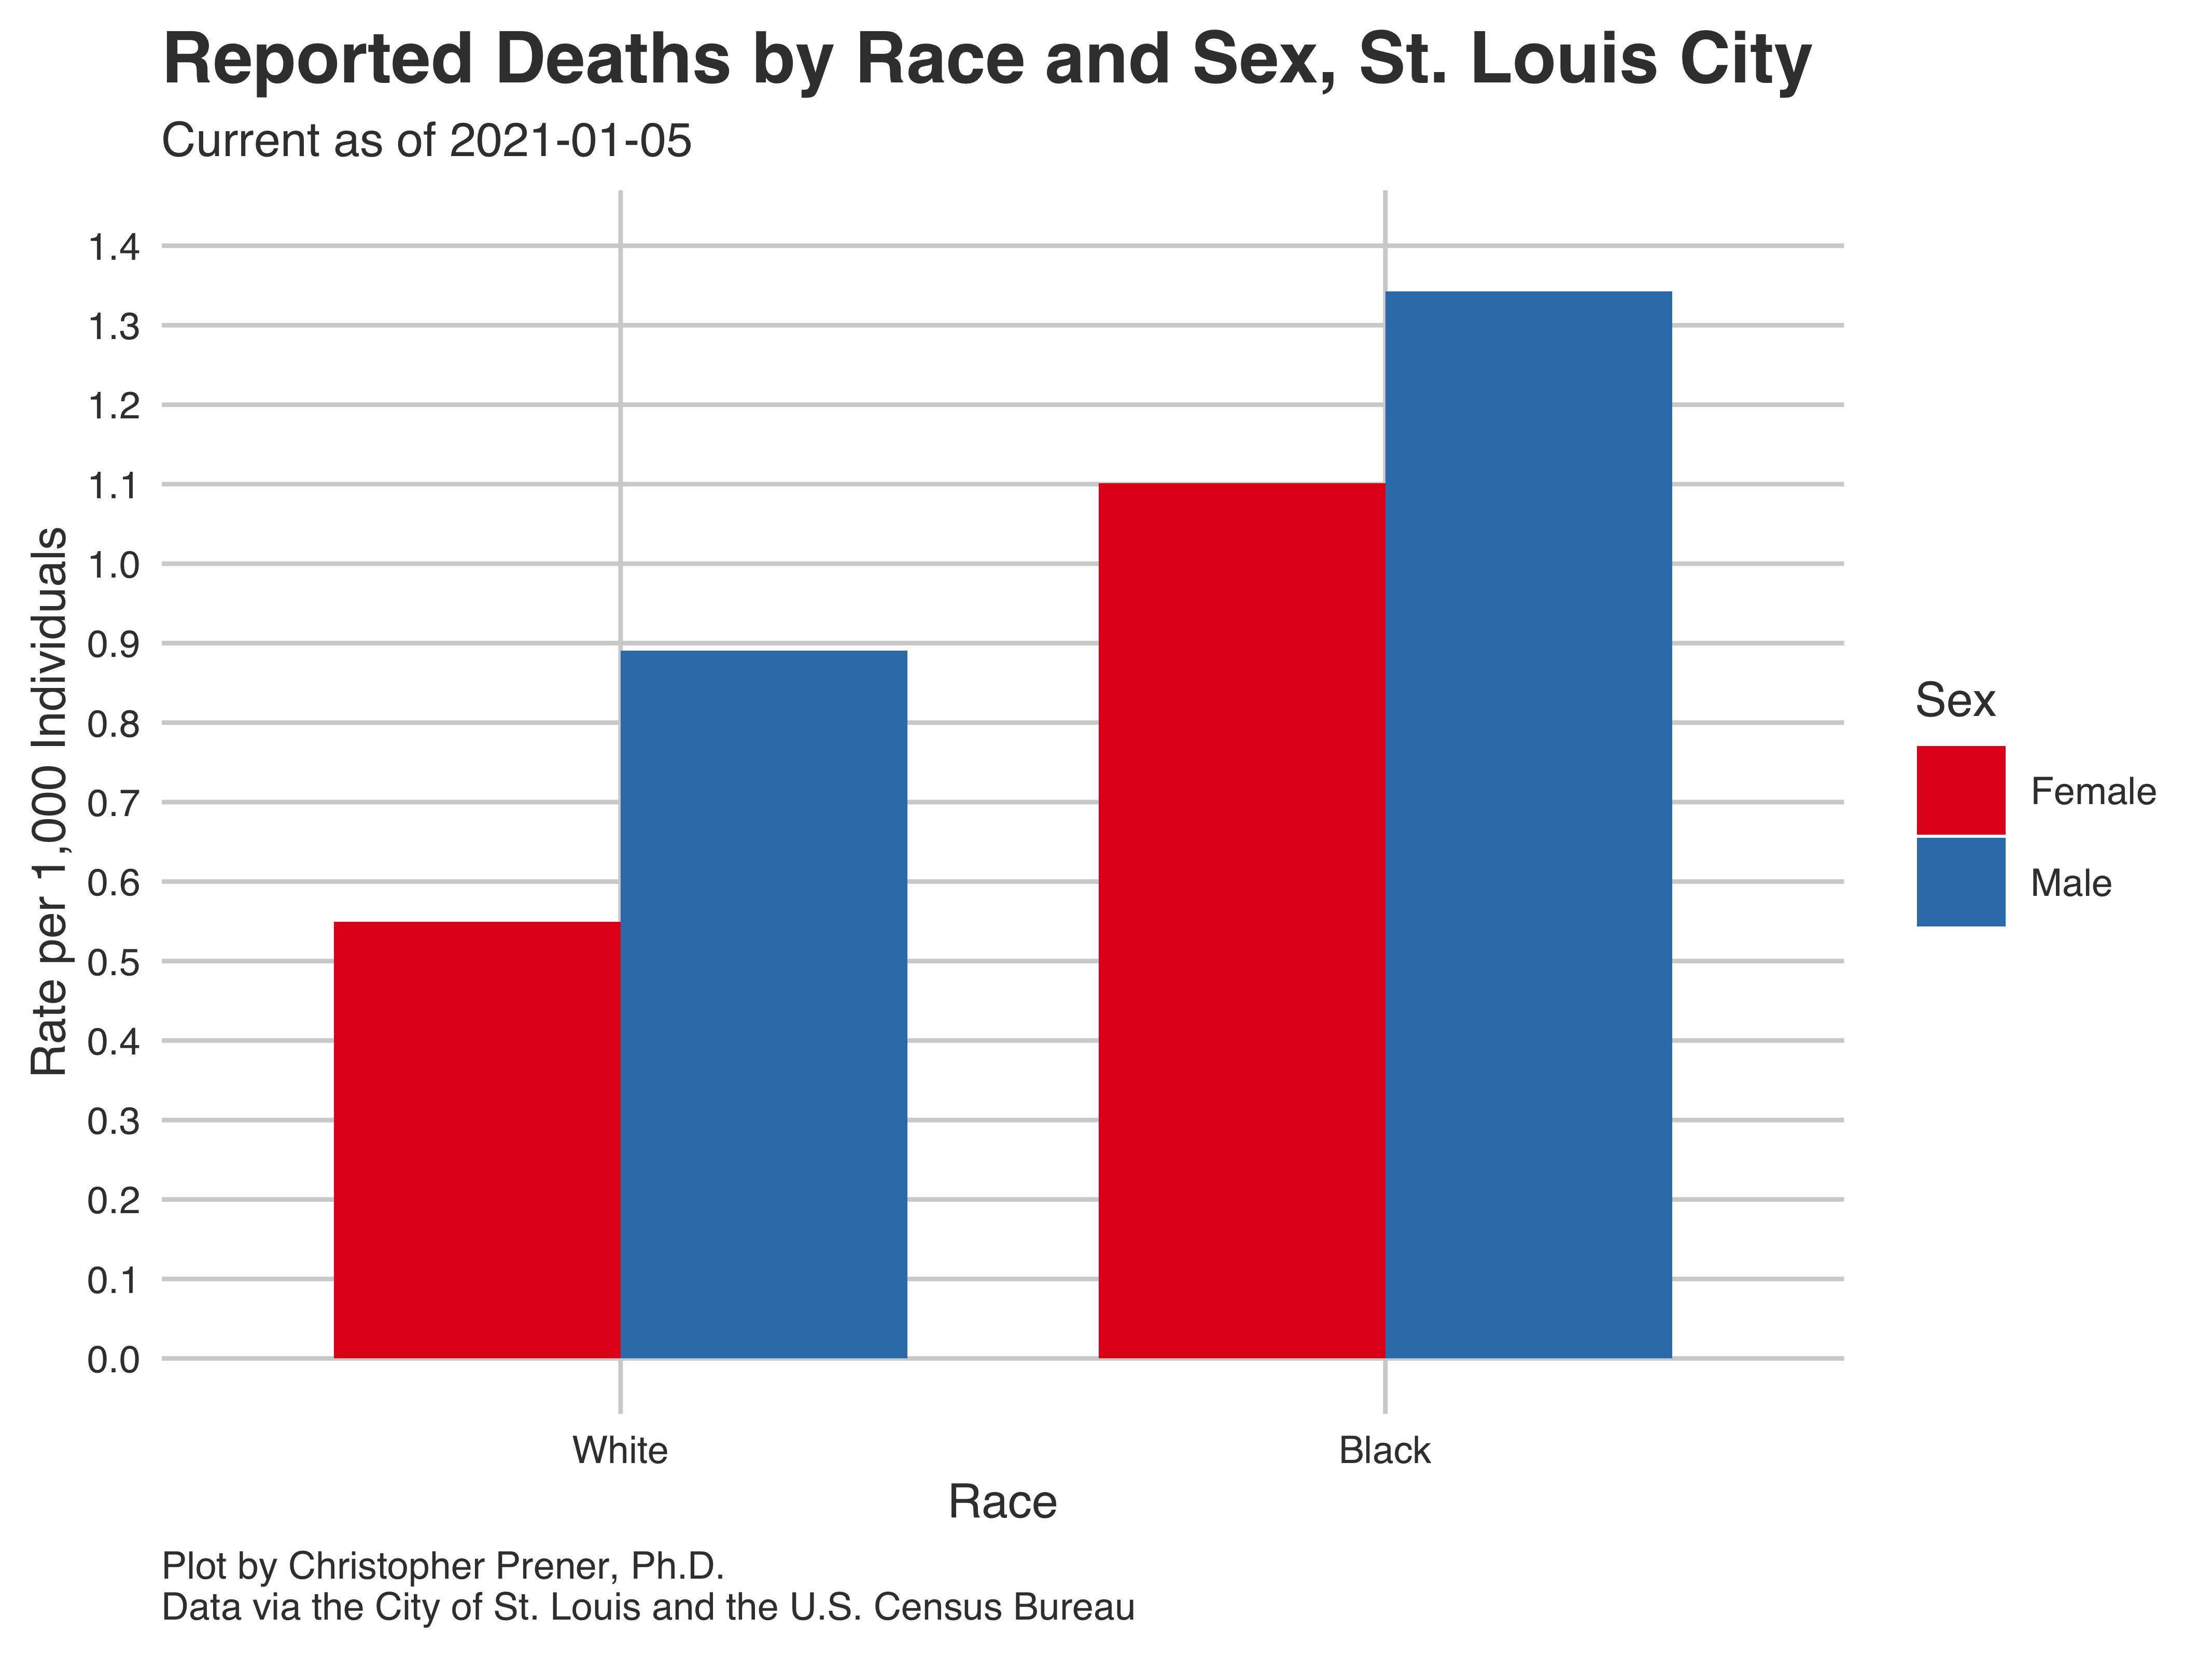 Reported Deaths by Race and Sex, St. Louis City
Current as of 2021-01-05
Rate per 1,000 Individuals
1.4
1.3
1.2
1.1
1.0
0.9
0.8
0.7
0.6
0.5
0.4
0.3
0.2
0.1
0.0
White
Black
Race
Sex
Female
Male
Plot by Christopher Prener, Ph.D.
Data via the City of St. Louis and the U.S. Census Bureau